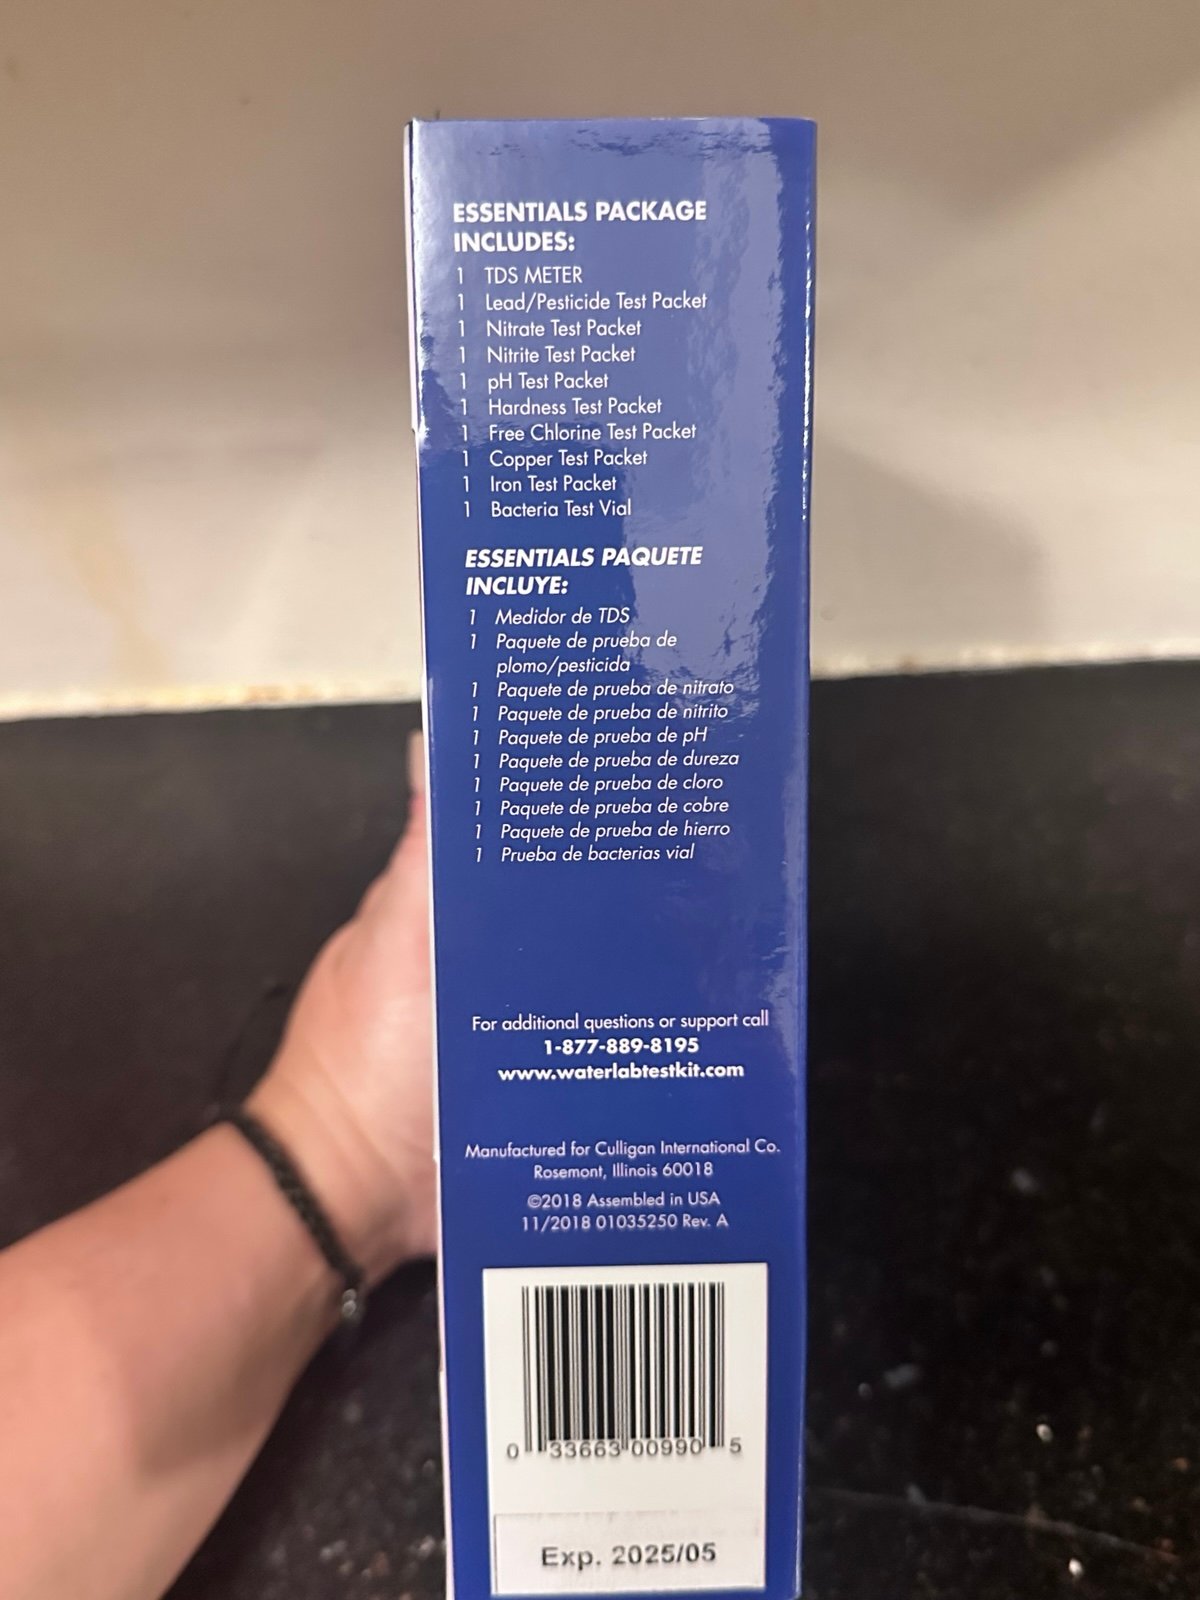 ESSENTIALS PACKAGE
INCLUDES:
1 TDS METER
1 Lead/Pesticide Test Packet
1 Nitrate Test Packet
1 Nitrite Test Packet
1 pH Test Packet
1 Hardness Test Packet
1 Free Chlorine Test Packet
1 Copper Test Packet
1 Iron Test Packet
1 Bacteria Test Vial
ESSENTIALS PAQUETE
INCLUYE:
1 Medidor de TDS
1 Paquete de prueba de
plomo/pesticida
1 Paquete de prueba de nitrato
1 Paquete de prueba de nitrito
1 Paquete de prueba de pH
1 Paquete de prueba de dureza
1 Paquete de prueba de cloro
1 Paquete de prueba de cobre
1 Paquete de prueba de hierro
1 Prueba de bacterias vial
For additional questions or support call
1-877-889-8195
www.waterlabtestkit.com
Manufactured for Culligan International Co.
Rosemont, Illinois 60018
©2018 Assembled in USA
11/2018 01035250 Rev. A
0 33663 00990 5
Exp. 2025/05